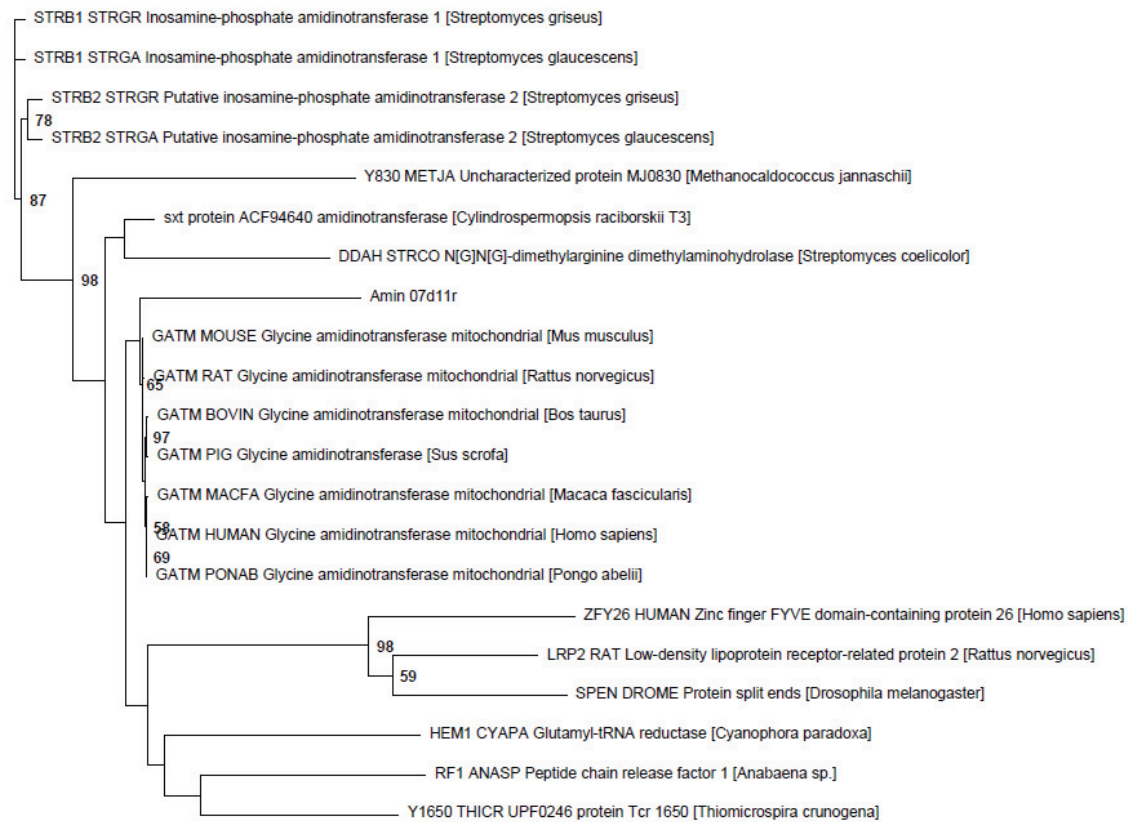 STRB1 STRGR Inosamine-phosphate amidinotransferase 1 [Streptomyces griseus]
STRB1 STRGA Inosamine-phosphate amidinotransferase 1 [Streptomyces glaucescens]
STRB2 STRGR Putative inosamine-phosphate amidinotransferase 2 [Streptomyces griseus]
78
STRB2 STRGA Putative inosamine-phosphate amidinotransferase 2 [Streptomyces glaucescens]
Y830 METJA Uncharacterized protein MJ0830 [Methanocaldococcus jannaschii]
87
sxt protein ACF94640 amidinotransferase [Cylindrospermopsis raciborskii T3]
DDAH STRCO N[G]N[G]-dimethylarginine dimethylaminohydrolase [Streptomyces coelicolor]
98
Amin 07d11r
GATM MOUSE Glycine amidinotransferase mitochondrial [Mus musculus]
GATM RAT Glycine amidinotransferase mitochondrial [Rattus norvegicus]
65
GATM BOVIN Glycine amidinotransferase mitochondrial [Bos taurus]
97
GATM PIG Glycine amidinotransferase [Sus scrofa]
GATM MACFA Glycine amidinotransferase mitochondrial [Macaca fascicularis]
58
GATM HUMAN Glycine amidinotransferase mitochondrial [Homo sapiens]
69
GATM PONAB Glycine amidinotransferase mitochondrial [Pongo abelii]
ZFY26 HUMAN Zinc finger FYVE domain-containing protein 26 [Homo sapiens]
98
LRP2 RAT Low-density lipoprotein receptor-related protein 2 [Rattus norvegicus]
59
SPEN DROME Protein split ends [Drosophila melanogaster]
HEM1 CYAPA Glutamyl-tRNA reductase [Cyanophora paradoxa]
RF1 ANASP Peptide chain release factor 1 [Anabaena sp.]
Y1650 THICR UPF0246 protein Tcr 1650 [Thiomicrospira crunogena]